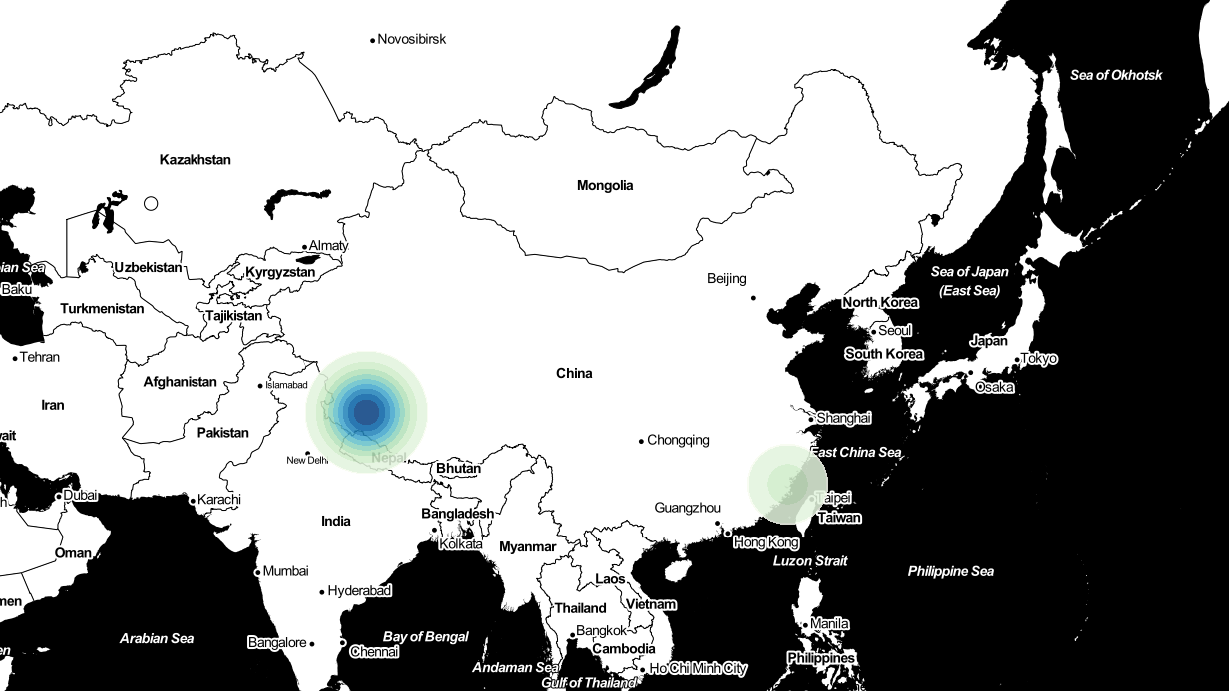 Novosibirsk
Sea of Okhotsk
Kazakhstan
Mongolia
Almaty
ian Sea
Uzbekistan
Kyrgyzstan
Beijing
Sea of Japan
(East Sea)
Baku
Turkmenistan
Tajikistan
North Korea
Seoul
South Korea
Japan
Tokyo
Tehran
Afghanistan
Islamabad
China
Osaka
Iran
Shanghai
Pakistan
ait
Chongqing
East China Sea
New Delhi
Nepal
Bhutan
Dubai
Karachi
Taipei
Guangzhou
Bangladesh
Taiwan
India
Kolkata
Hong Kong
Oman
Myanmar
Luzon Strait
Mumbai
Philippine Sea
Laos
Hyderabad
men
Thailand
Vietnam
Manila
Arabian Sea
Bay of Bengal
Bangkok
Bangalore
Chennai
Cambodia
en
Philippines
Andaman Sea
Ho Chi Minh City
Gulf of Thailand